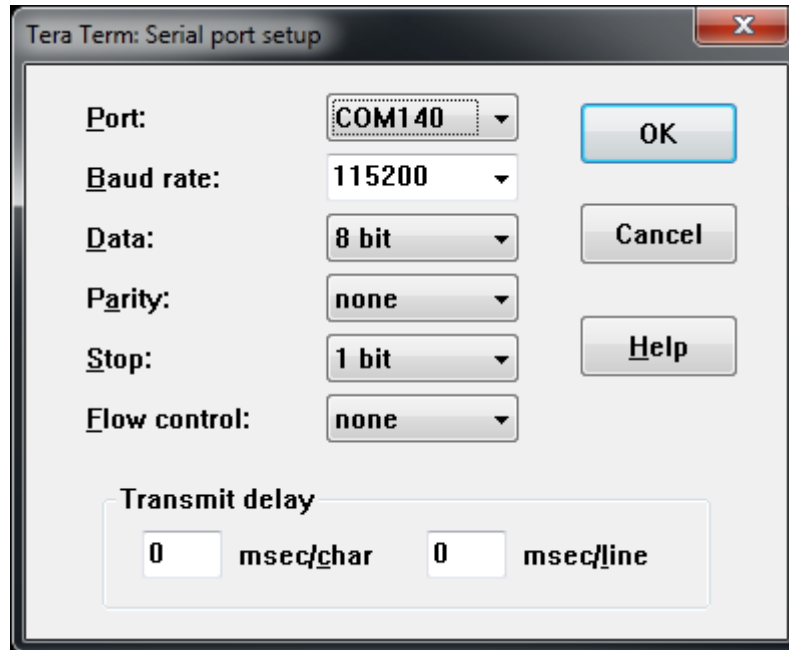 Tera Term: Serial port setup
x
Port: COM140 OK
Baud rate: 115200
Data: 8 bit Cancel
Parity: none
Stop: 1 bit Help
Flow control: none
Transmit delay
0 msec/char 0 msec/line